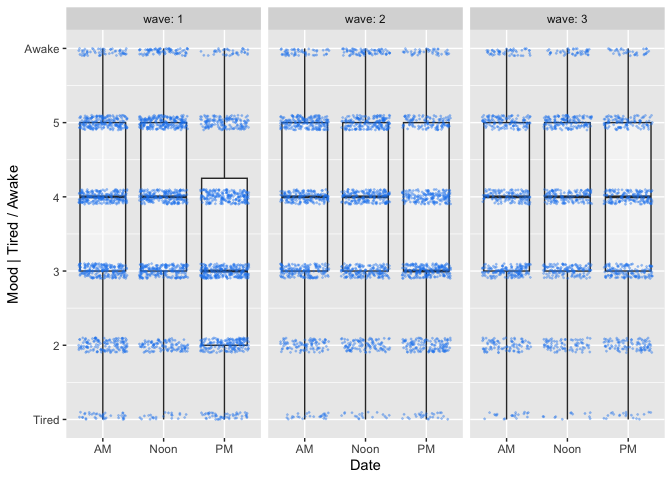 wave: 1 wave: 2 wave: 3
Awake
5
4
3
2
Tired
Mood | Tired / Awake
AM Noon PM AM Noon PM AM Noon PM
Date